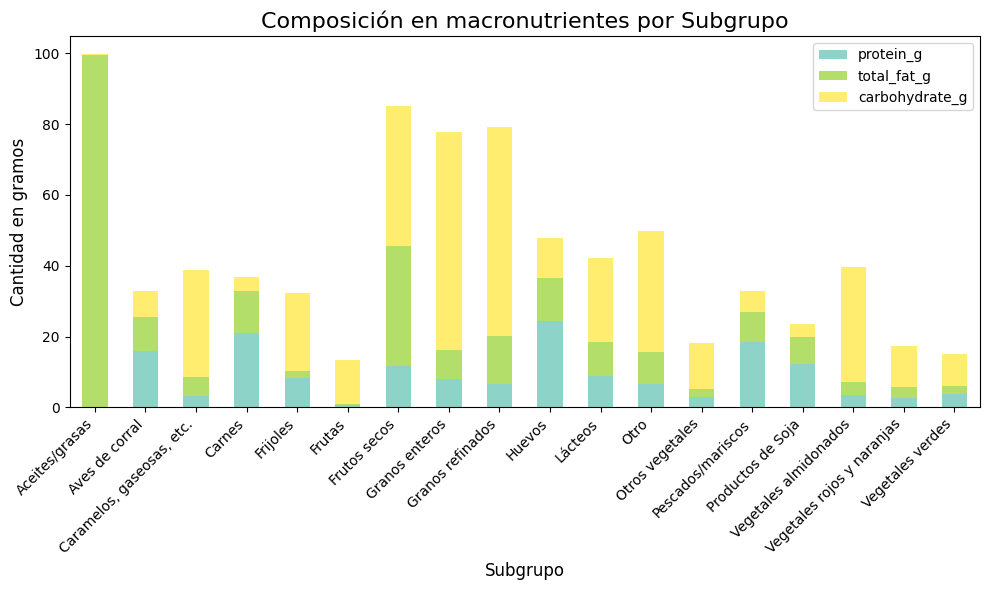 Composición en macronutrientes por Subgrupo
protein_g
total_fat_g
carbohydrate_g
Cantidad en gramos
100
80
60
40
20
0
Aceites/grasas
Aves de corral
Caramelos, gaseosas, etc.
Carnes
Frijoles
Frutas
Frutos secos
Granos enteros
Granos refinados
Huevos
Lácteos
Otro
Otros vegetales
Pescados/mariscos
Productos de Soja
Vegetales almidonados
Vegetales rojos y naranjas
Vegetales verdes
Subgrupo